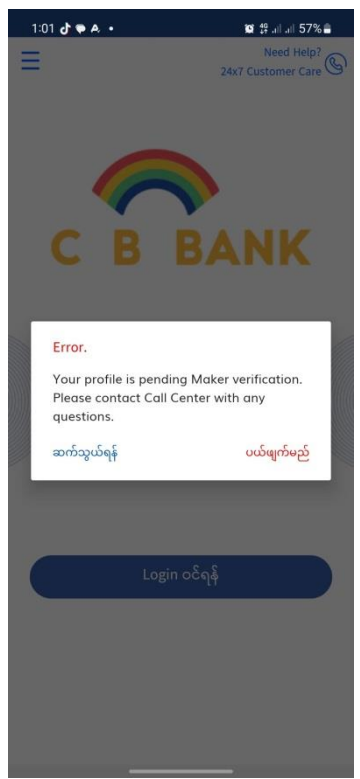 1:01 57%
Need Help?
24x7 Customer Care
C B BANK
Error.
Your profile is pending Maker verification.
Please contact Call Center with any
questions.
ဆက်သွယ်ရန် ပယ်ဖျက်မည်
Login ဝင်ရန်